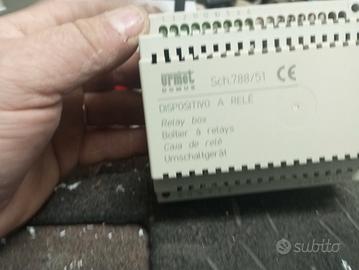 urmet
DOMUS
Sch.788/51 CE
DISPOSITIVO A RELÈ
Relay box
Boîtier à relays
Caja de relé
Umschaltgerät
subito